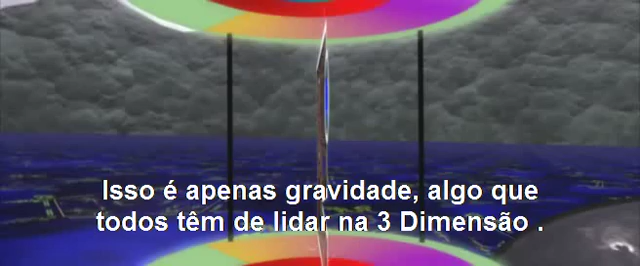 Isso é apenas gravidade, algo que
todos têm de lidar na 3 Dimensão .